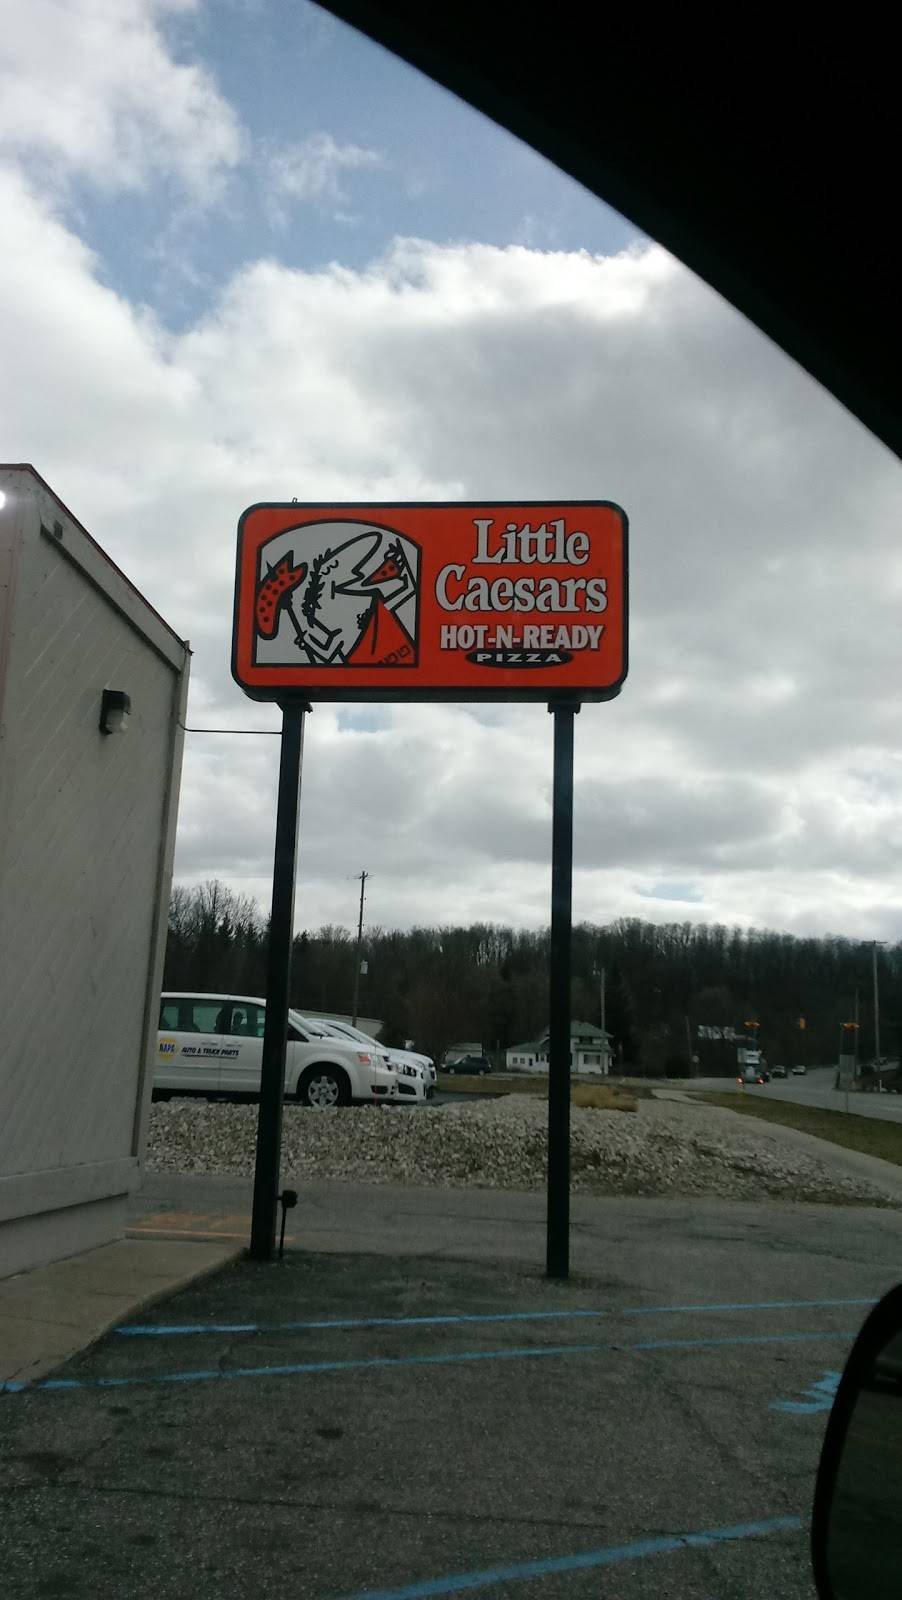 Little
Caesars
HOT-N-READY
PIZZA
NAPA
AUTO & TRUCK PARTS